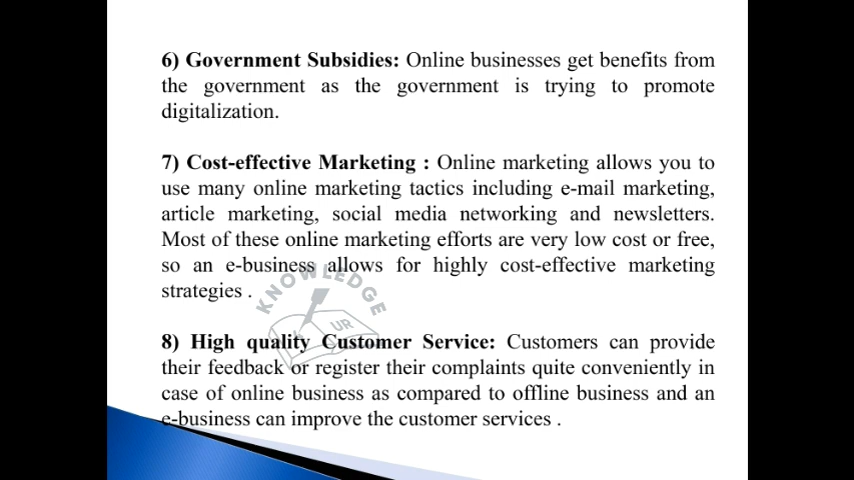 6) Government Subsidies: Online businesses get benefits from
the government as the government is trying to promote
digitalization.
7) Cost-effective Marketing : Online marketing allows you to
use many online marketing tactics including e-mail marketing,
article marketing, social media networking and newsletters.
Most of these online marketing efforts are very low cost or free,
so an e-business allows for highly cost-effective marketing
strategies .
KNOWLEDGE
UR
8) High quality Customer Service: Customers can provide
their feedback or register their complaints quite conveniently in
case of online business as compared to offline business and an
e-business can improve the customer services .